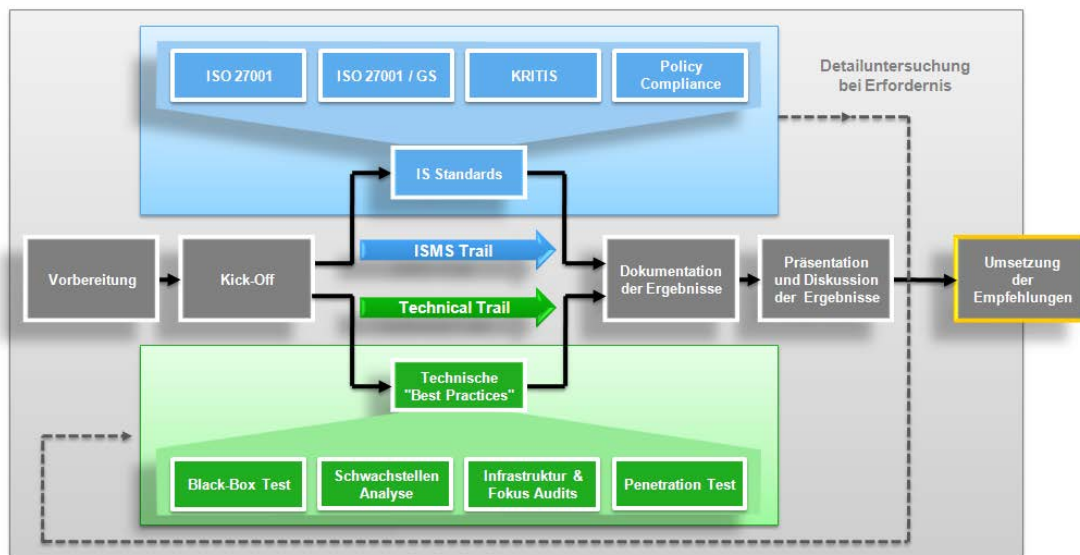 ISO 27001
ISO 27001 / GS
KRITIS
Policy
Compliance
Detailuntersuchung
bei Erfordernis
IS Standards
ISMS Trail
Vorbereitung
Kick-Off
Dokumentation
der Ergebnisse
Präsentation
und Diskussion
der Ergebnisse
Umsetzung
der
Empfehlungen
Technical Trail
Technische
"Best Practices"
Black-Box Test
Schwachstellen
Analyse
Infrastruktur &
Fokus Audits
Penetration Test